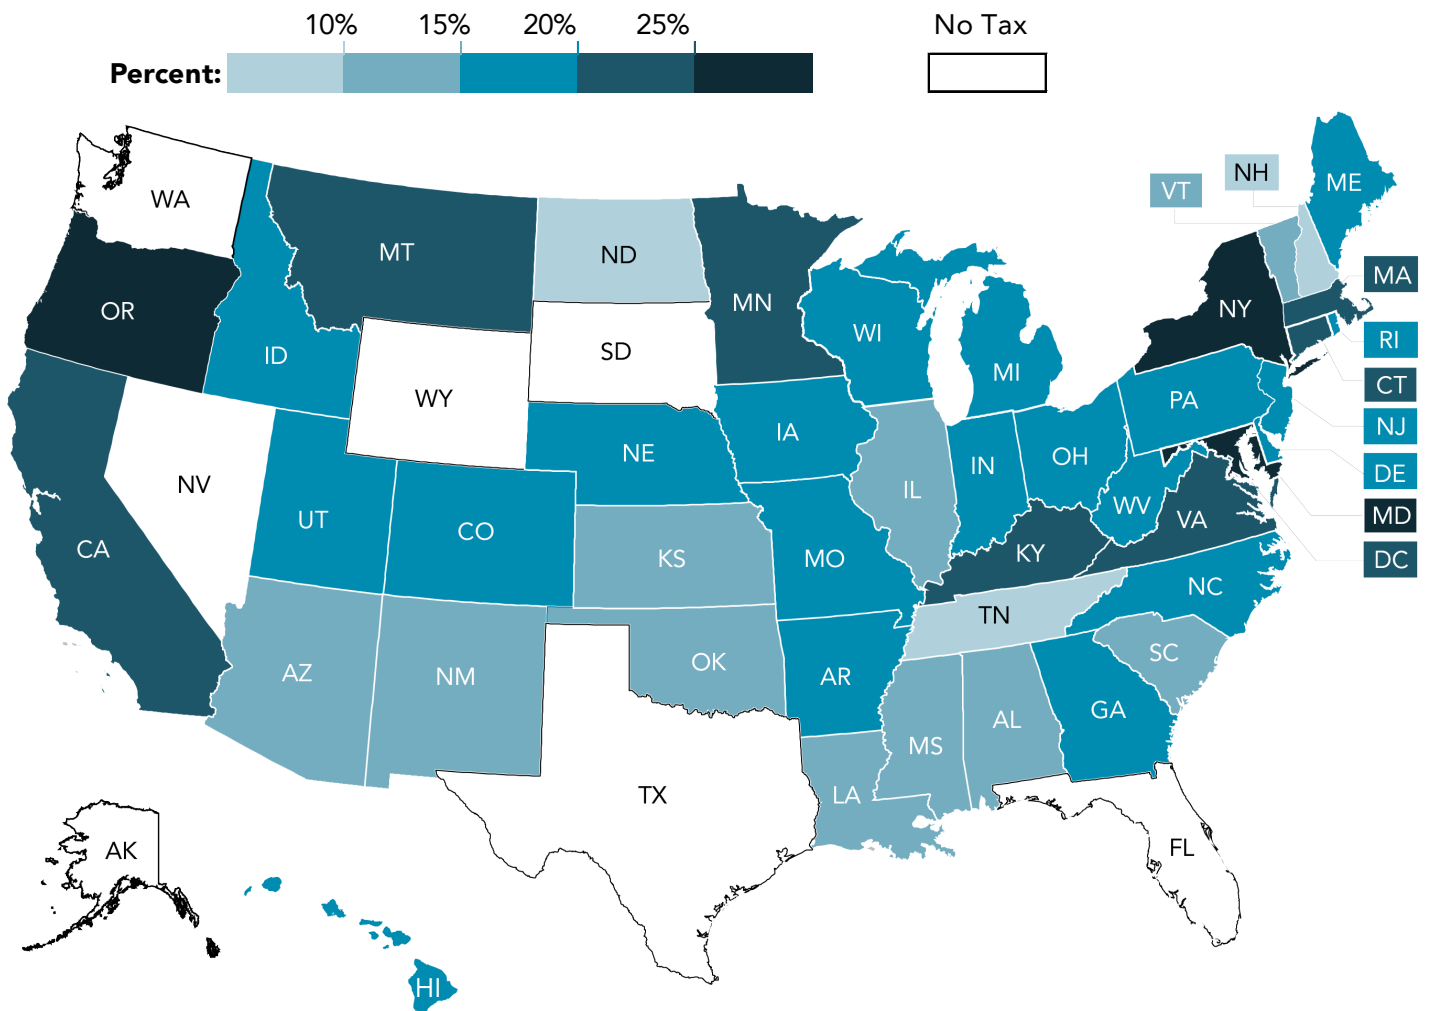 10% 15% 20% 25% No Tax
Percent:
WA
MT
ND
MN
OR
ID
SD
WY
WI
MI
NY
VT
NH
ME
MA
RI
CT
NJ
DE
MD
DC
PA
IA
NE
NV
UT
CO
CA
IL
IN
OH
WV
VA
KS
MO
KY
NC
TN
SC
AZ
NM
OK
AR
GA
AL
MS
LA
TX
FL
AK
HI